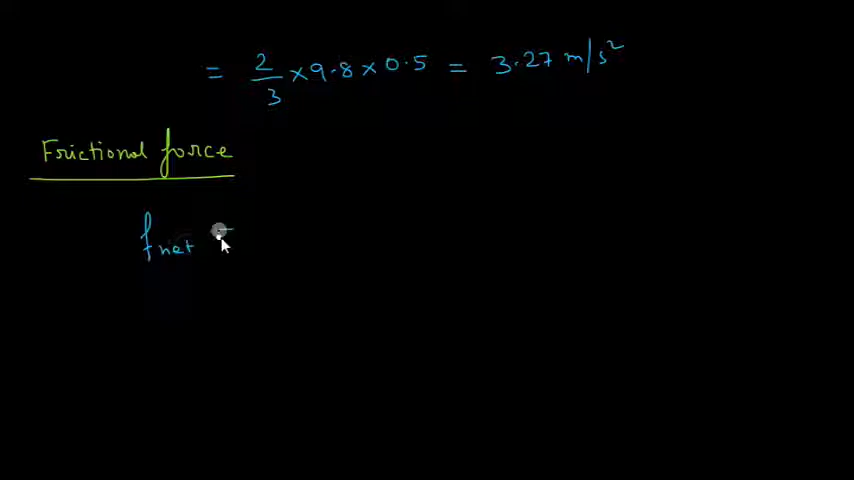 = 2/3 × 9.8 × 0.5 = 3.27 m/s²
Frictional force
fnet =